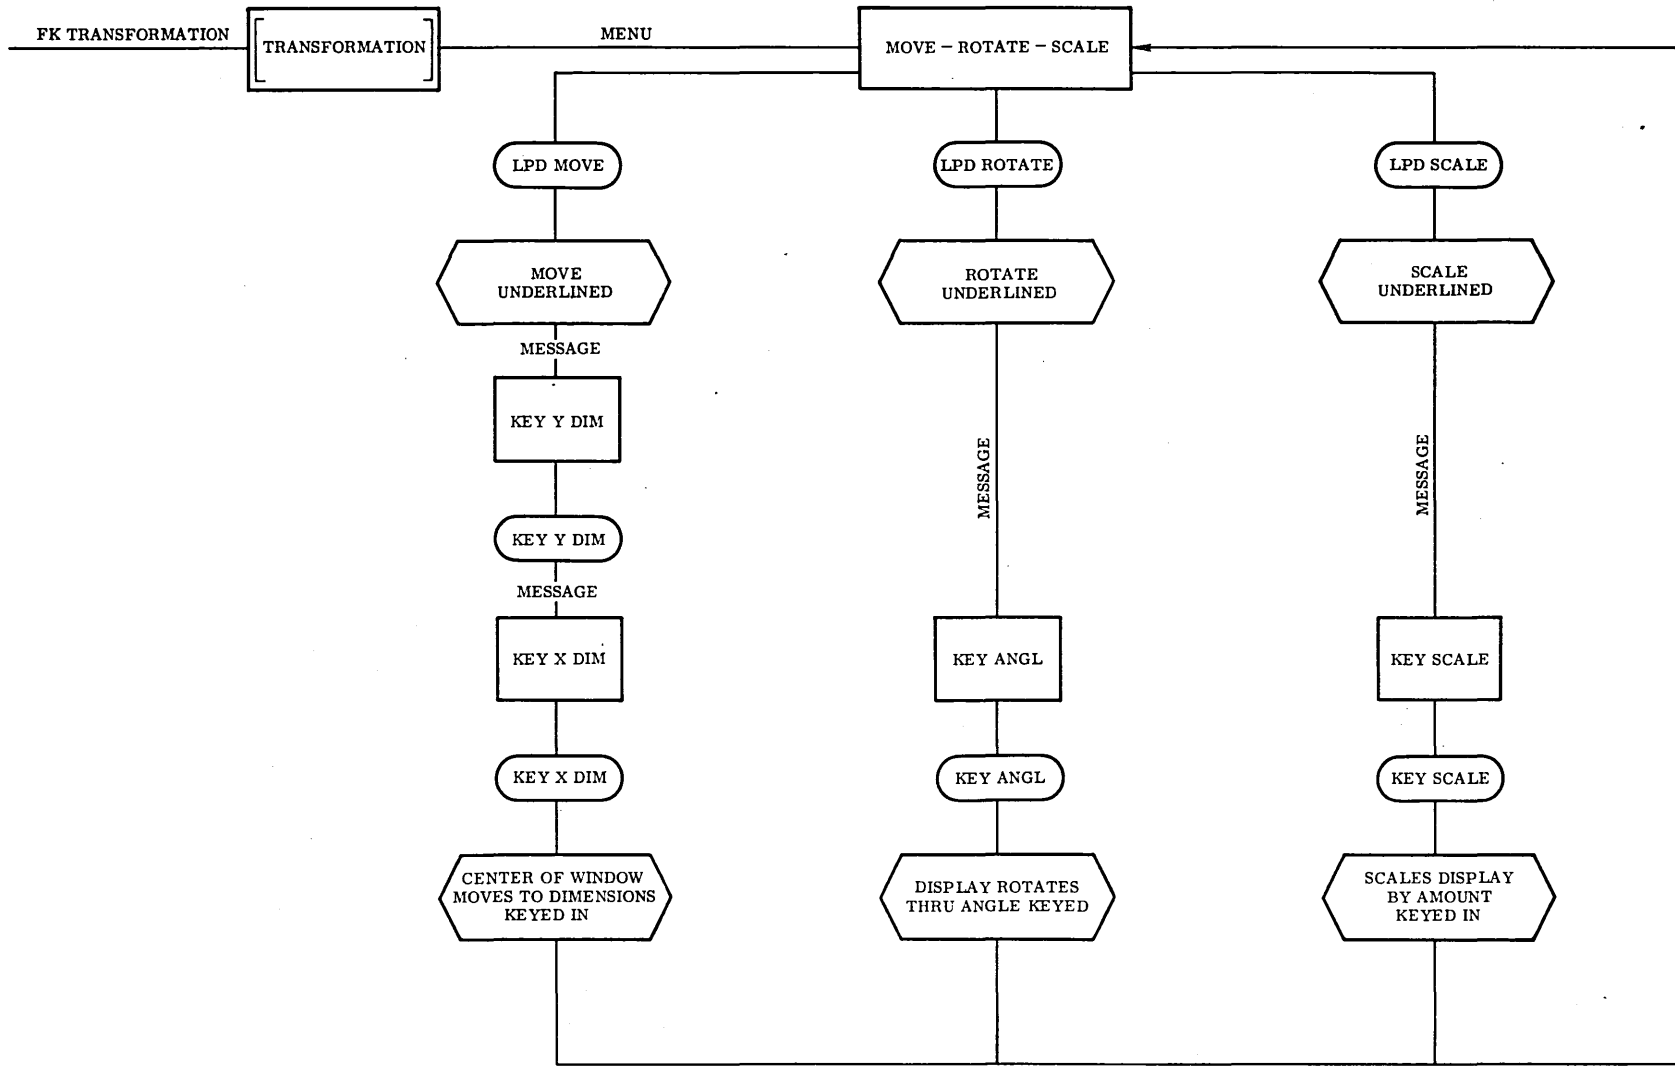 FK TRANSFORMATION
TRANSFORMATION
MENU
MOVE – ROTATE – SCALE
LPD MOVE
LPD ROTATE
LPD SCALE
MOVE
UNDERLINED
ROTATE
UNDERLINED
SCALE
UNDERLINED
MESSAGE
KEY Y DIM
MESSAGE
MESSAGE
KEY Y DIM
MESSAGE
KEY X DIM
KEY ANGL
KEY SCALE
KEY X DIM
KEY ANGL
KEY SCALE
CENTER OF WINDOW
MOVES TO DIMENSIONS
KEYED IN
DISPLAY ROTATES
THRU ANGLE KEYED
SCALES DISPLAY
BY AMOUNT
KEYED IN